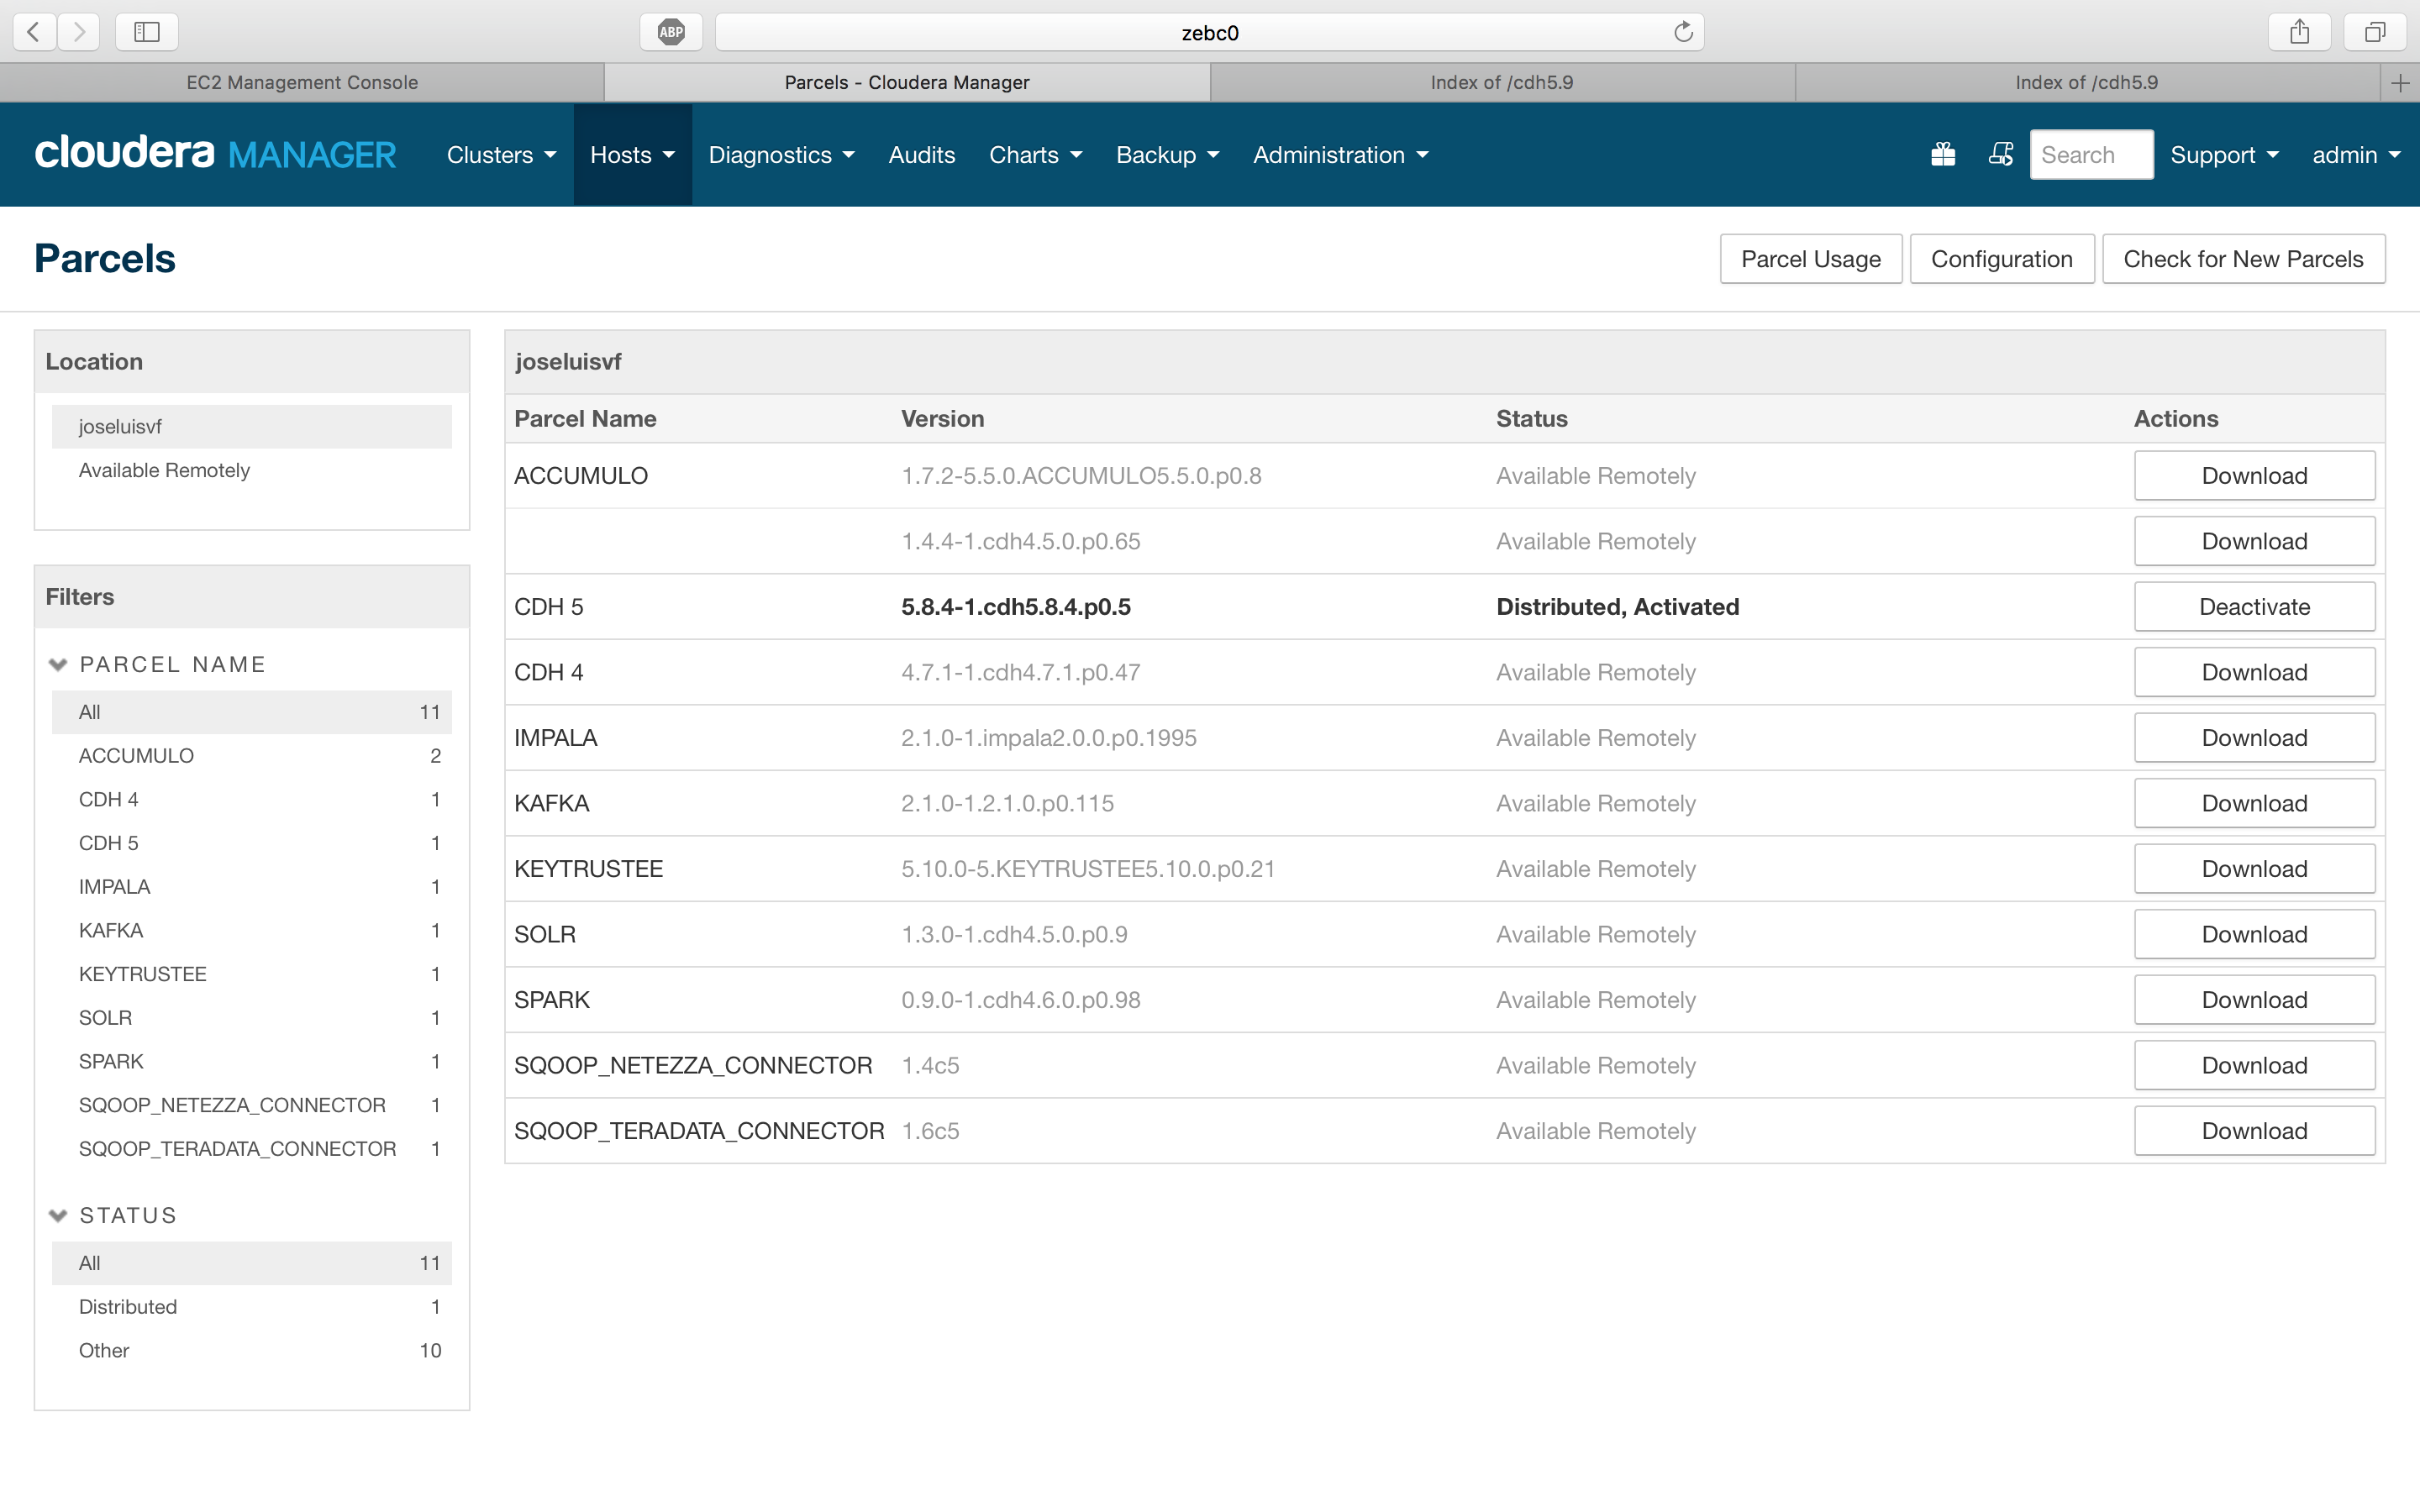 ABP
zebc0
EC2 Management Console
Parcels - Cloudera Manager
Index of /cdh5.9
Index of /cdh5.9
cloudera MANAGER
Clusters
Hosts
Diagnostics
Audits
Charts
Backup
Administration
Search
Support
admin
Parcels
Parcel Usage
Configuration
Check for New Parcels
Location
joseluisvf
Available Remotely
Filters
PARCEL NAME
All 11
ACCUMULO 2
CDH 4 1
CDH 5 1
IMPALA 1
KAFKA 1
KEYTRUSTEE 1
SOLR 1
SPARK 1
SQOOP_NETEZZA_CONNECTOR 1
SQOOP_TERADATA_CONNECTOR 1
STATUS
All 11
Distributed 1
Other 10
joseluisvf
Parcel Name Version Status Actions
ACCUMULO 1.7.2-5.5.0.ACCUMULO5.5.0.p0.8 Available Remotely Download
1.4.4-1.cdh4.5.0.p0.65 Available Remotely Download
CDH 5 5.8.4-1.cdh5.8.4.p0.5 Distributed, Activated Deactivate
CDH 4 4.7.1-1.cdh4.7.1.p0.47 Available Remotely Download
IMPALA 2.1.0-1.impala2.0.0.p0.1995 Available Remotely Download
KAFKA 2.1.0-1.2.1.0.p0.115 Available Remotely Download
KEYTRUSTEE 5.10.0-5.KEYTRUSTEE5.10.0.p0.21 Available Remotely Download
SOLR 1.3.0-1.cdh4.5.0.p0.9 Available Remotely Download
SPARK 0.9.0-1.cdh4.6.0.p0.98 Available Remotely Download
SQOOP_NETEZZA_CONNECTOR 1.4c5 Available Remotely Download
SQOOP_TERADATA_CONNECTOR 1.6c5 Available Remotely Download